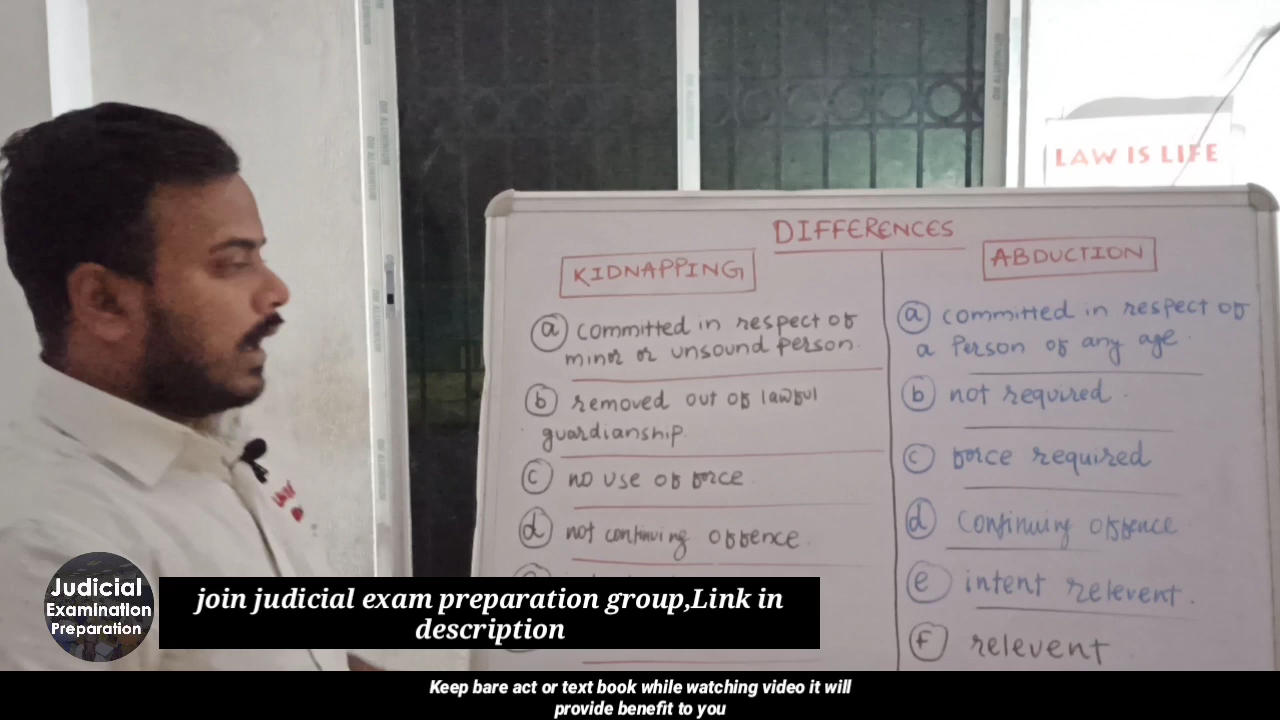 LAW IS LIFE
DIFFERENCES
KIDNAPPING
ABDUCTION
(a) committed in respect of
minor or unsound person.
(b) removed out of lawful
guardianship.
(c) no use of force.
(d) not continuing offence.
(a) committed in respect of
a Person of any age.
(b) not required.
(c) force required
(d) Continuing offence
(e) intent relevent.
(f) relevent
Judicial
Examination
Preparation
join judicial exam preparation group,Link in
description
Keep bare act or text book while watching video it will
provide benefit to you